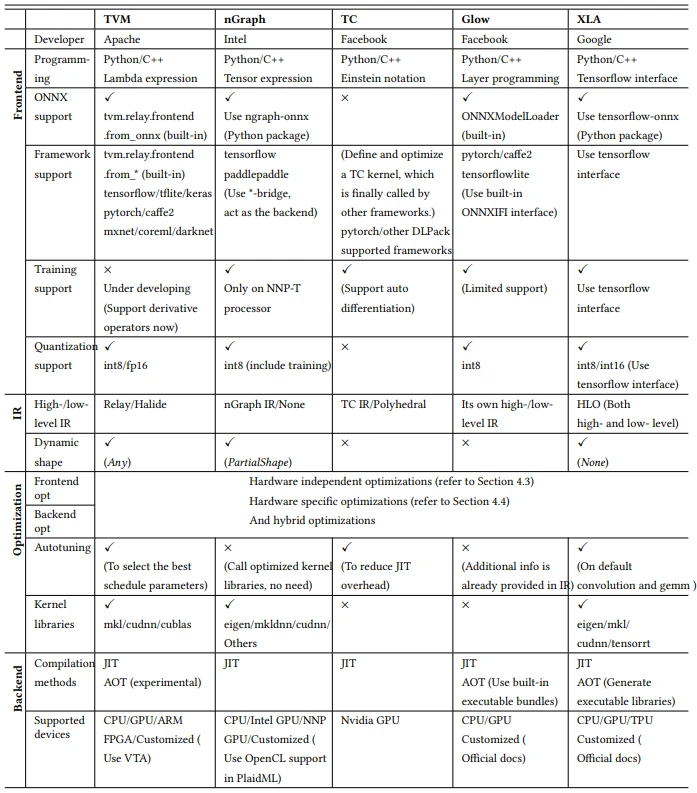 TVM nGraph TC Glow XLA
Frontend
Developer Apache Intel Facebook Facebook Google
Programm- Python/C++ Python/C++ Python/C++ Python/C++ Python/C++
ing Lambda expression Tensor expression Einstein notation Layer programming Tensorflow interface
ONNX ✓ ✓ × ✓ ✓
support tvm.relay.frontend Use ngraph-onnx ONNXModelLoader Use tensorflow-onnx
.from_onnx (built-in) (Python package) (built-in) (Python package)
Framework tvm.relay.frontend tensorflow (Define and optimize pytorch/caffe2 Use tensorflow
support .from_* (built-in) paddlepaddle a TC kernel, which tensorflowlite interface
tensorflow/tflite/keras (Use *-bridge, is finally called by (Use built-in
pytorch/caffe2 act as the backend) other frameworks.) ONNXIFI interface)
mxnet/coreml/darknet pytorch/other DLPack
supported frameworks
Training × ✓ ✓ ✓ ✓
support Under developing Only on NNP-T (Support auto (Limited support) Use tensorflow
(Support derivative processor differentiation) interface
operators now)
Quantization ✓ ✓ × ✓ ✓
support int8/fp16 int8 (include training) int8 int8/int16 (Use
tensorflow interface)
IR
High-/low- Relay/Halide nGraph IR/None TC IR/Polyhedral Its own high-/low- HLO (Both
level IR level IR high- and low- level)
Dynamic ✓ ✓ × × ✓
shape (Any) (PartialShape) (None)
Optimization
Frontend Hardware independent optimizations (refer to Section 4.3)
opt Hardware specific optimizations (refer to Section 4.4)
Backend And hybrid optimizations
opt
Autotuning ✓ × ✓ × ✓
(To select the best (Call optimized kernel (To reduce JIT (Additional info is (On default
schedule parameters) libraries, no need) overhead) already provided in IR) convolution and gemm )
Kernel ✓ ✓ × × ✓
libraries mkl/cudnn/cublas eigen/mkldnn/cudnn/ eigen/mkl/
Others cudnn/tensorrt
Backend
Compilation JIT JIT JIT JIT JIT
methods AOT (experimental) AOT (Use built-in AOT (Generate
executable bundles) executable libraries)
Supported CPU/GPU/ARM CPU/Intel GPU/NNP Nvidia GPU CPU/GPU CPU/GPU/TPU
devices FPGA/Customized ( GPU/Customized ( Customized ( Customized (
Use VTA) Use OpenCL support Official docs) Official docs)
in PlaidML)